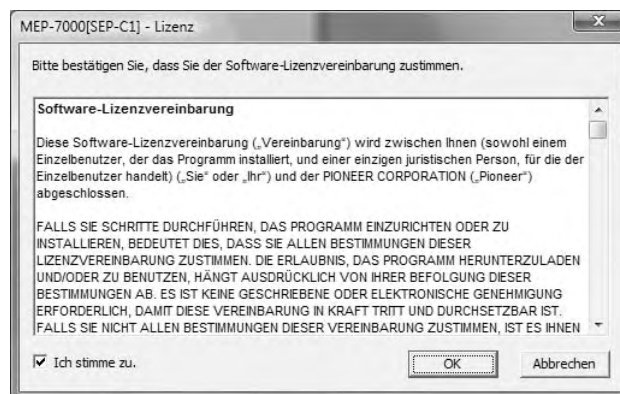 MEP-7000[SEP-C1] - Lizenz
Bitte bestätigen Sie, dass Sie der Software-Lizenzvereinbarung zustimmen.
Software-Lizenzvereinbarung
Diese Software-Lizenzvereinbarung („Vereinbarung“) wird zwischen Ihnen (sowohl einem
Einzelbenutzer, der das Programm installiert, und einer einzigen juristischen Person, für die der
Einzelbenutzer handelt) („Sie“ oder „Ihr“) und der PIONEER CORPORATION („Pioneer“)
abgeschlossen.
FALLS SIE SCHRITTE DURCHFÜHREN, DAS PROGRAMM EINZURICHTEN ODER ZU
INSTALLIEREN, BEDEUTET DIES, DASS SIE ALLEN BESTIMMUNGEN DIESER
LIZENZVEREINBARUNG ZUSTIMMEN. DIE ERLAUBNIS, DAS PROGRAMM HERUNTERZULADEN
UND/ODER ZU BENUTZEN, HÄNGT AUSDRÜCKLICH VON IHRER BEFOLGUNG DIESER
BESTIMMUNGEN AB. ES IST KEINE GESCHRIEBENE ODER ELEKTRONISCHE GENEHMIGUNG
ERFORDERLICH, DAMIT DIESE VEREINBARUNG IN KRAFT TRITT UND DURCHSETZBAR IST.
FALLS SIE NICHT ALLEN BESTIMMUNGEN DIESER VEREINBARUNG ZUSTIMMEN, IST ES IHNEN
Ich stimme zu.
OK
Abbrechen